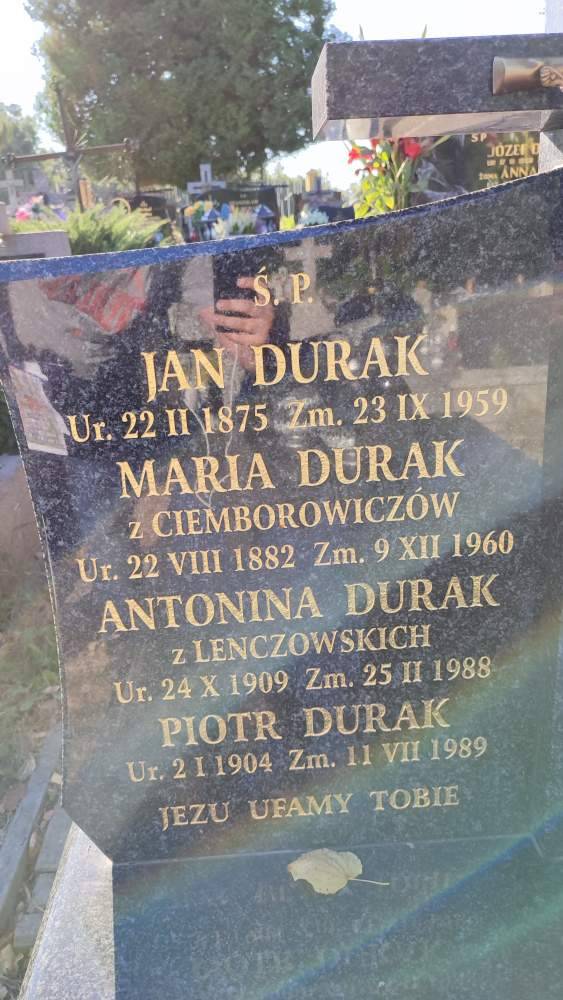 Ś. P.
JAN DURAK
Ur. 22 II 1875 Zm. 23 IX 1959
MARIA DURAK
z CIEMBOROWICZÓW
Ur. 22 VIII 1882 Zm. 9 XII 1960
ANTONINA DURAK
z LENCZOWSKICH
Ur. 24 X 1909 Zm. 25 II 1988
PIOTR DURAK
Ur. 2 I 1904 Zm. 11 VII 1989
JEZU UFAMY TOBIE
Ś P
JÓZEF
ANNA